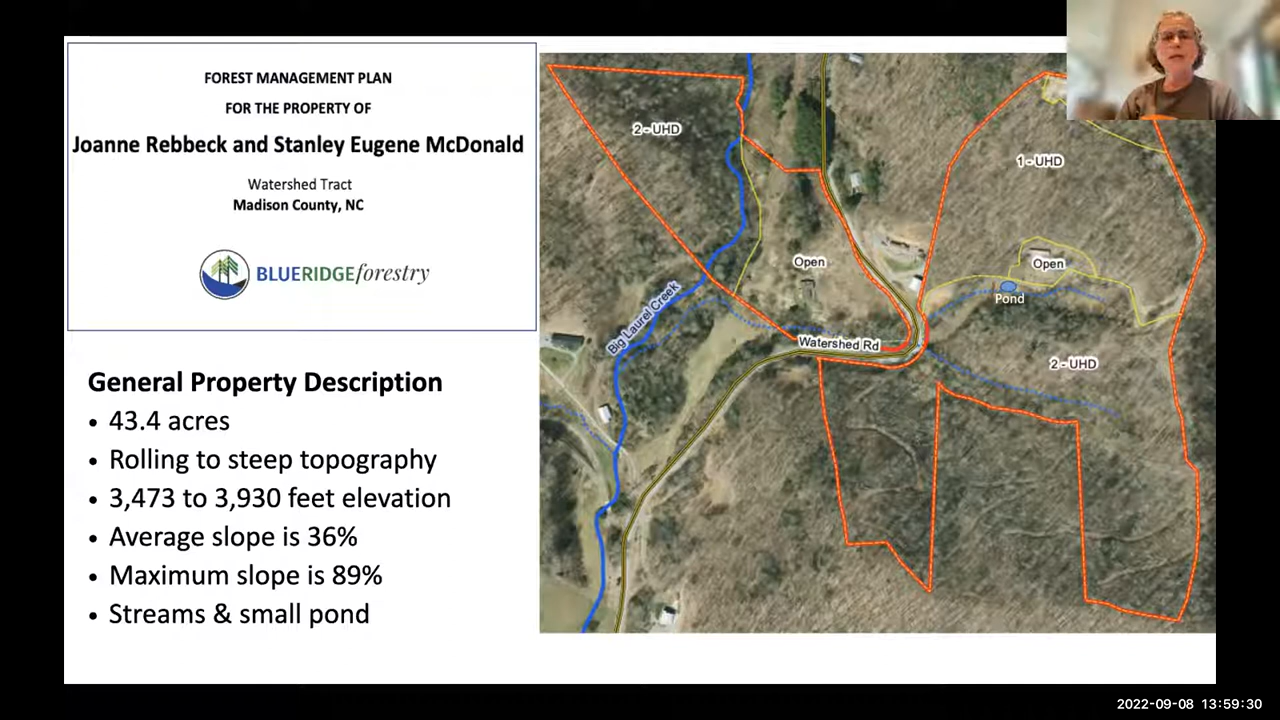 FOREST MANAGEMENT PLAN
FOR THE PROPERTY OF
Joanne Rebbeck and Stanley Eugene McDonald
Watershed Tract
Madison County, NC
BLUERIDGEforestry
General Property Description
• 43.4 acres
• Rolling to steep topography
• 3,473 to 3,930 feet elevation
• Average slope is 36%
• Maximum slope is 89%
• Streams & small pond
2 - UHD
1 - UHD
Open
Open
Pond
Big Laurel Creek
Watershed Rd
2 - UHD
2022-09-08 13:59:30